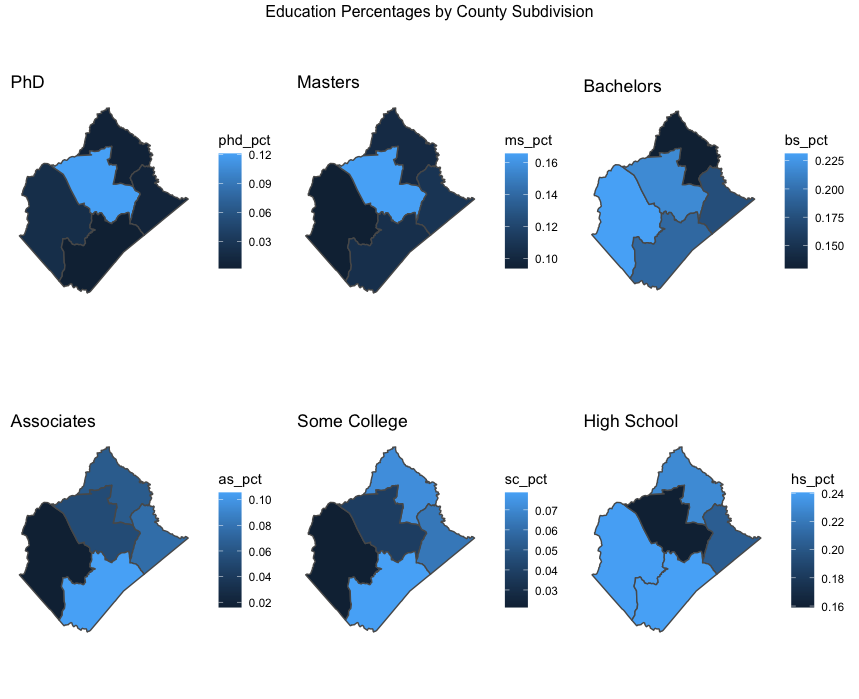 Education Percentages by County Subdivision
PhD
phd_pct
0.12
0.09
0.06
0.03
Masters
ms_pct
0.16
0.14
0.12
0.10
Bachelors
bs_pct
0.225
0.200
0.175
0.150
Associates
as_pct
0.10
0.08
0.06
0.04
0.02
Some College
sc_pct
0.07
0.06
0.05
0.04
0.03
High School
hs_pct
0.24
0.22
0.20
0.18
0.16